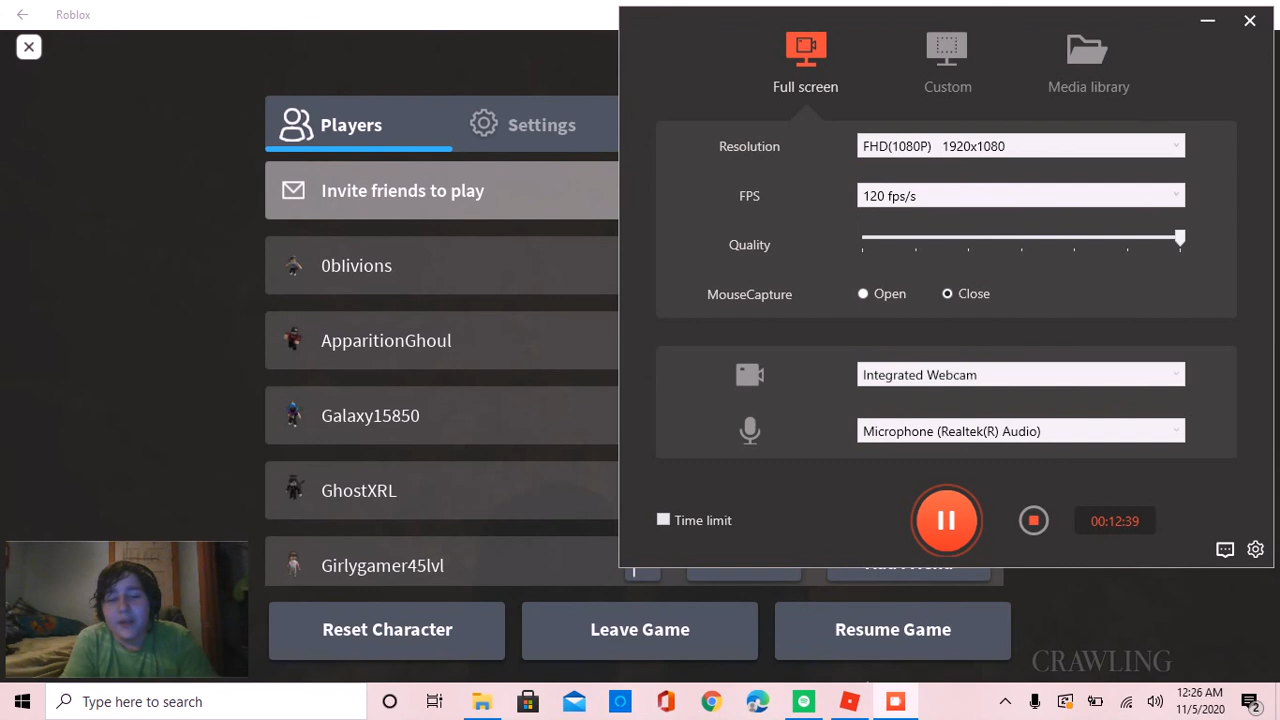 Roblox
Players
Settings
Invite friends to play
0blivions
ApparitionGhoul
Galaxy15850
GhostXRL
Girlygamer45lvl
Reset Character
Leave Game
Resume Game
CRAWLING
Full screen
Custom
Media library
Resolution
FHD(1080P) 1920x1080
FPS
120 fps/s
Quality
MouseCapture
Open
Close
Integrated Webcam
Microphone (Realtek(R) Audio)
Time limit
00:12:39
Type here to search
12:26 AM
11/5/2020
2